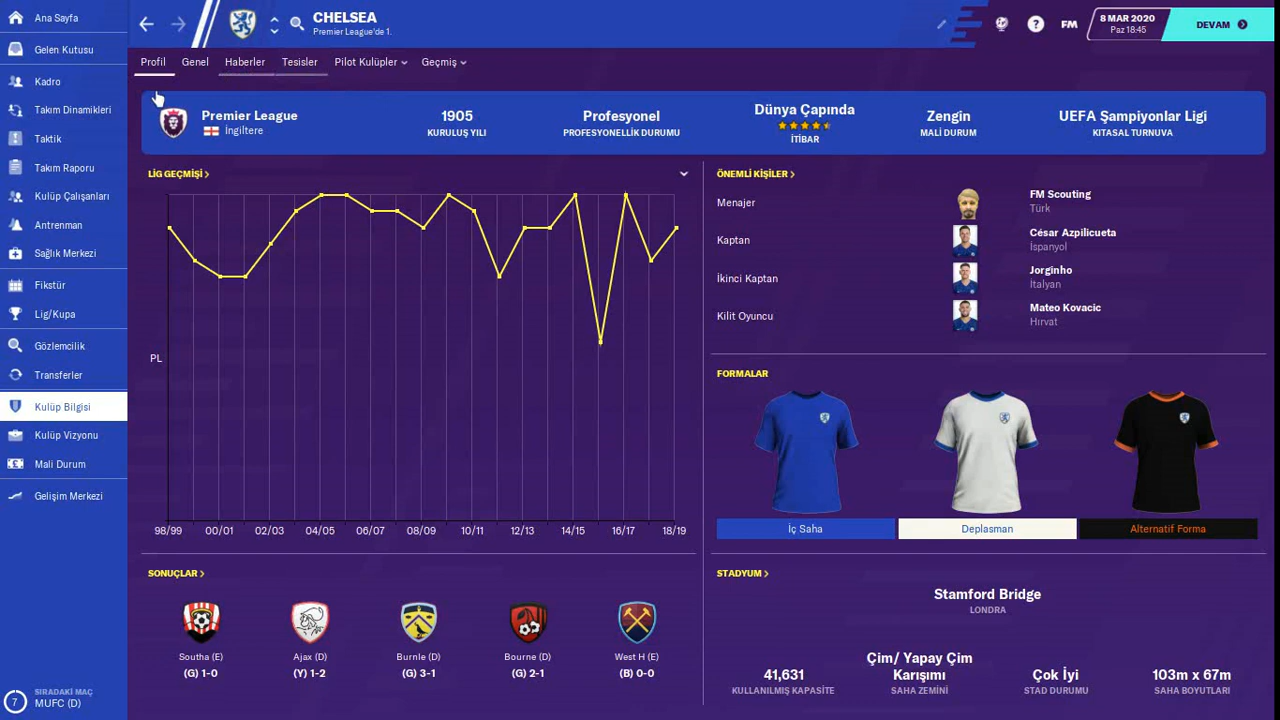 Ana Sayfa
Gelen Kutusu
Kadro
Takım Dinamikleri
Taktik
Takım Raporu
Kulüp Çalışanları
Antrenman
Sağlık Merkezi
Fikstür
Lig/Kupa
Gözlemcilik
Transferler
Kulüp Bilgisi
Kulüp Vizyonu
Mali Durum
Gelişim Merkezi
7
SIRADAKİ MAÇ
MUFC (D)
CHELSEA
Premier League'de 1.
?
FM
8 MAR 2020
Paz 18:45
DEVAM
Profil
Genel
Haberler
Tesisler
Pilot Kulüpler
Geçmiş
Premier League
İngiltere
1905
KURULUŞ YILI
Profesyonel
PROFESYONELLİK DURUMU
Dünya Çapında
İTİBAR
Zengin
MALİ DURUM
UEFA Şampiyonlar Ligi
KITASAL TURNUVA
LİG GEÇMİŞİ >
PL
98/99 00/01 02/03 04/05 06/07 08/09 10/11 12/13 14/15 16/17 18/19
ÖNEMLİ KİŞİLER >
Menajer
FM Scouting
Türk
Kaptan
César Azpilicueta
İspanyol
İkinci Kaptan
Jorginho
İtalyan
Kilit Oyuncu
Mateo Kovacic
Hırvat
FORMALAR
İç Saha
Deplasman
Alternatif Forma
SONUÇLAR >
Southa (E)
(G) 1-0
Ajax (D)
(Y) 1-2
Burnle (D)
(G) 3-1
Bourne (D)
(G) 2-1
West H (E)
(B) 0-0
STADYUM >
Stamford Bridge
LONDRA
41,631
KULLANILMIŞ KAPASİTE
Çim/ Yapay Çim
Karışımı
SAHA ZEMİNİ
Çok İyi
STAD DURUMU
103m x 67m
SAHA BOYUTLARI